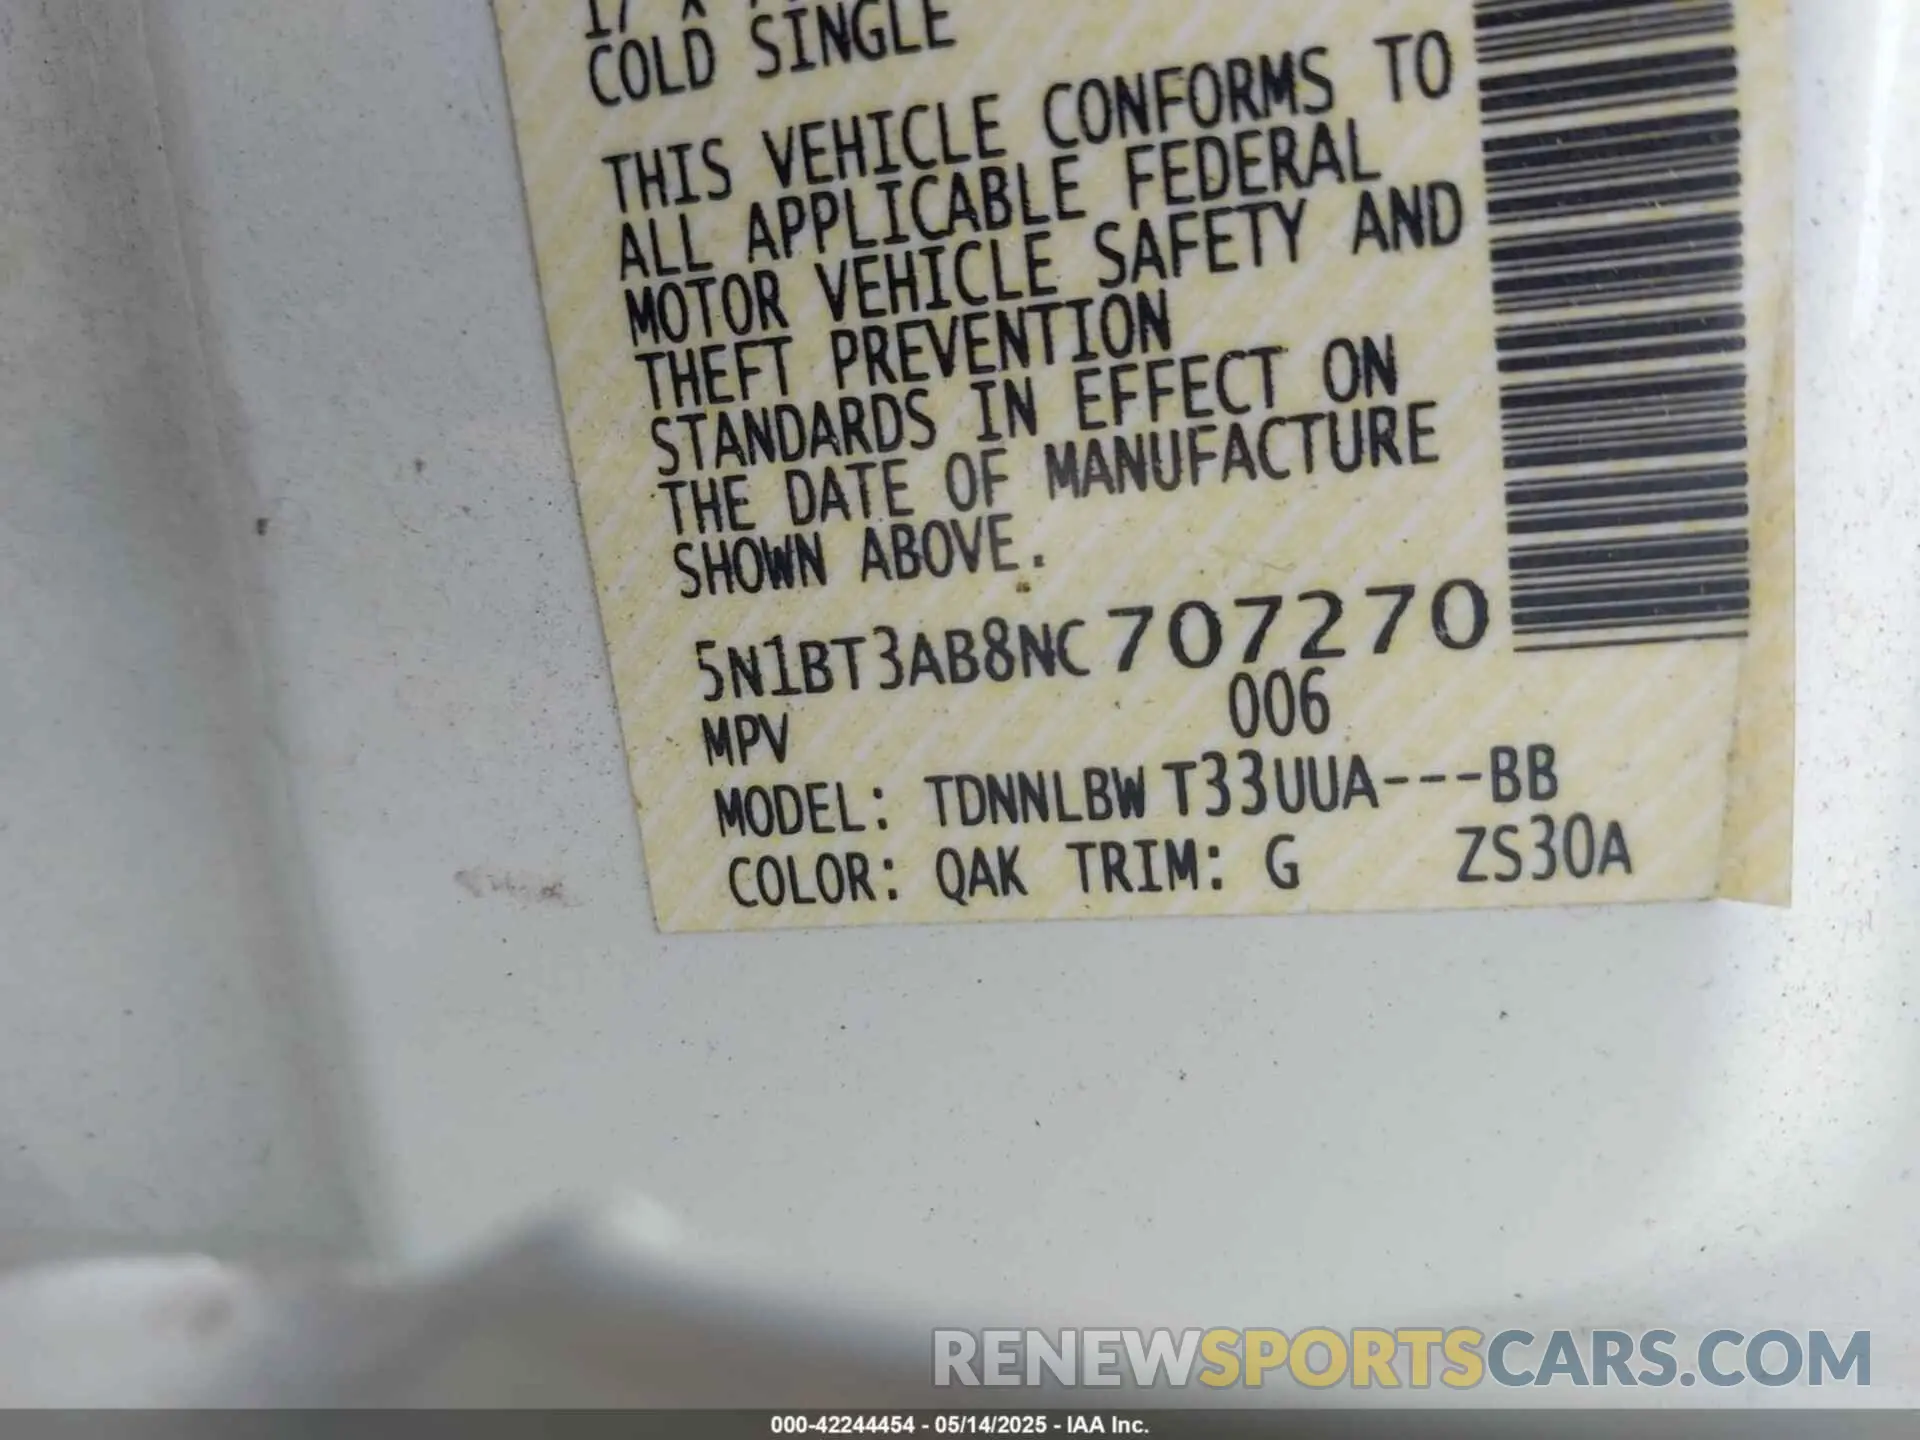 COLD SINGLE
THIS VEHICLE CONFORMS TO
ALL APPLICABLE FEDERAL
MOTOR VEHICLE SAFETY AND
THEFT PREVENTION
STANDARDS IN EFFECT ON
THE DATE OF MANUFACTURE
SHOWN ABOVE.
5N1BT3AB8NC707270
MPV 006
MODEL: TDNNLBW T33UUA---BB
COLOR: QAK TRIM: G ZS30A
RENEWSPORTSCARS.COM
000-42244454 - 05/14/2025 - IAA Inc.